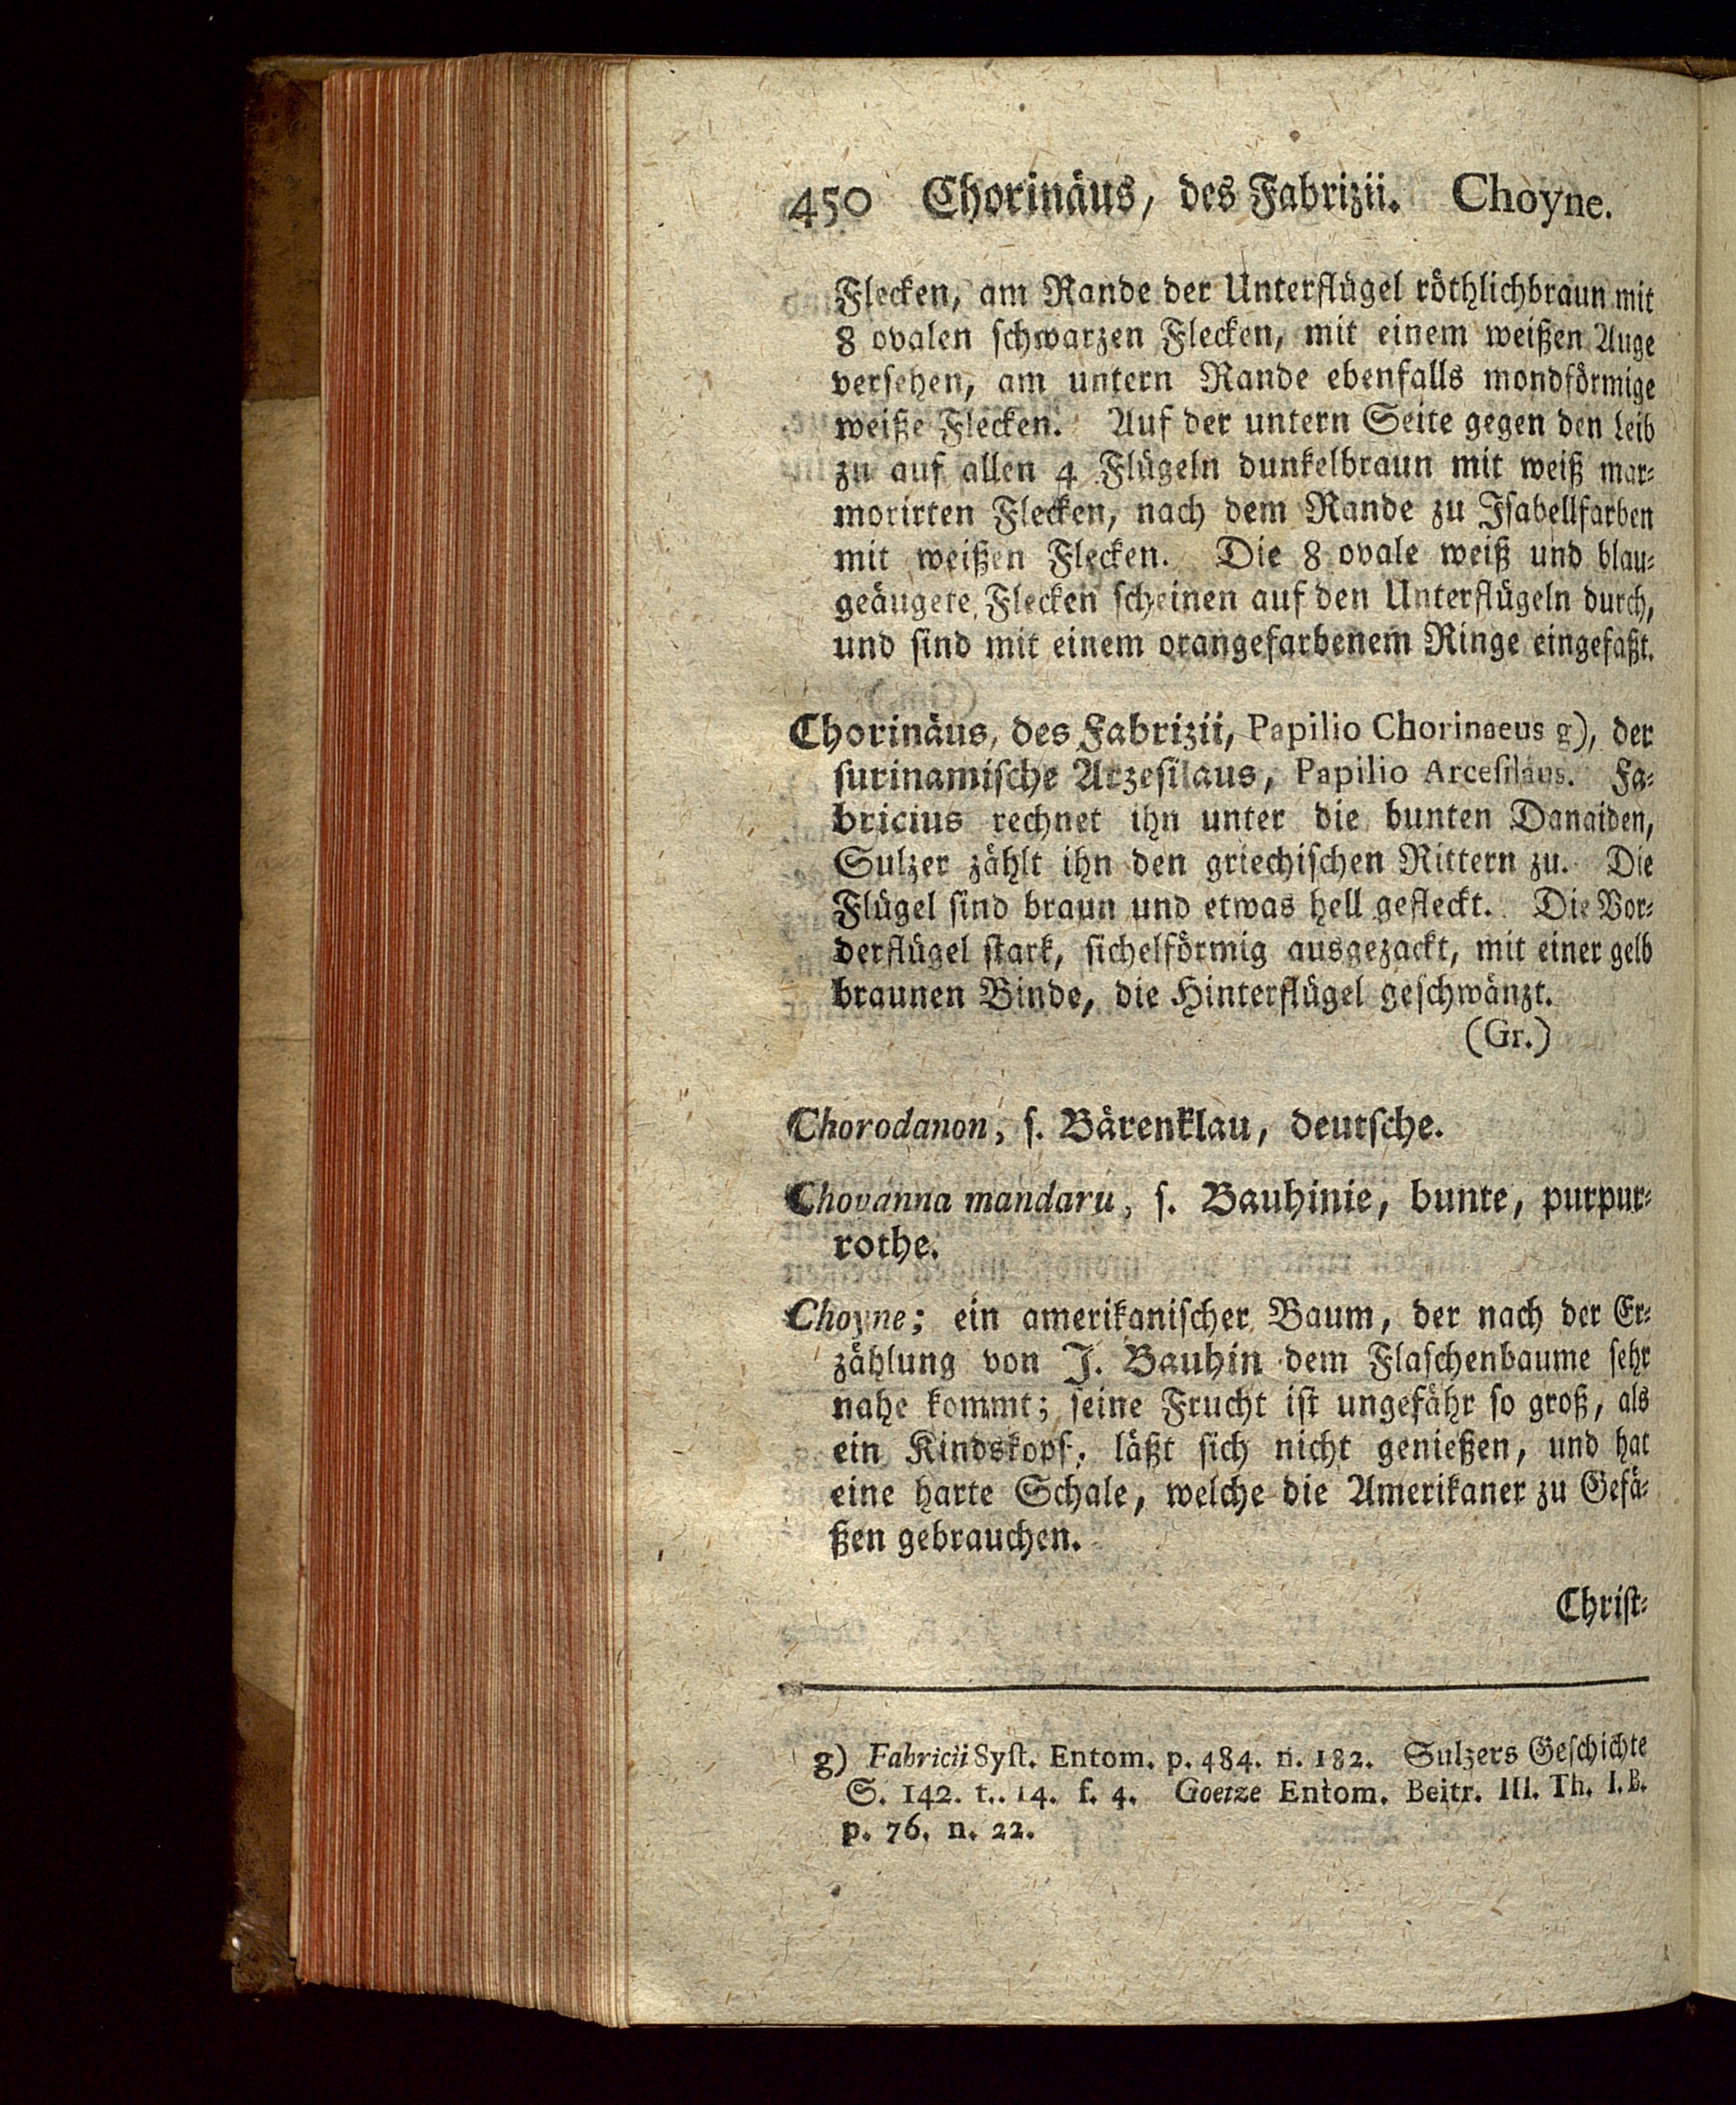 450 Chorinäus, des Fabrizii. Choyne.
Flecken, am Rande der Unterflügel röthlichbraun mit
8 ovalen schwarzen Flecken, mit einem weißen Auge
versehen, am untern Rande ebenfalls mondförmige
weiße Flecken. Auf der untern Seite gegen den Leib
zu auf allen 4 Flügeln dunkelbraun mit weiß mar-
morirten Flecken, nach dem Rande zu Isabellfarben
mit weißen Flecken. Die 8 ovale weiß und blau-
geäugete Flecken scheinen auf den Unterflügeln durch,
und sind mit einem orangefarbenem Ringe eingefaßt.
Chorinäus, des Fabrizii, Papilio Chorinaeus g), der
surinamische Arzesilaus, Papilio Arcesilaus. Fa-
bricius rechnet ihn unter die bunten Danaiden,
Sulzer zählt ihn den griechischen Rittern zu. Die
Flügel sind braun und etwas hell gefleckt. Die Vor-
derflügel stark, sichelförmig ausgezackt, mit einer gelb
braunen Binde, die Hinterflügel geschwänzt.
(Gr.)
Chorodanon, s. Bärenklau, deutsche.
Chovanna mandaru, s. Bauhinie, bunte, purpur-
rothe.
Choyne; ein amerikanischer Baum, der nach der Er-
zählung von J. Bauhin dem Flaschenbaume sehr
nahe kommt; seine Frucht ist ungefähr so groß, als
ein Kindskopf, läßt sich nicht genießen, und hat
eine harte Schale, welche die Amerikaner zu Gefä-
ßen gebrauchen.
Christ-
g) Fabricii Syst. Entom. p. 484. n. 182. Sulzers Geschichte
S. 142. t. 14. f. 4. Goetze Entom. Beitr. III. Th. I. B.
p. 76. n. 22.